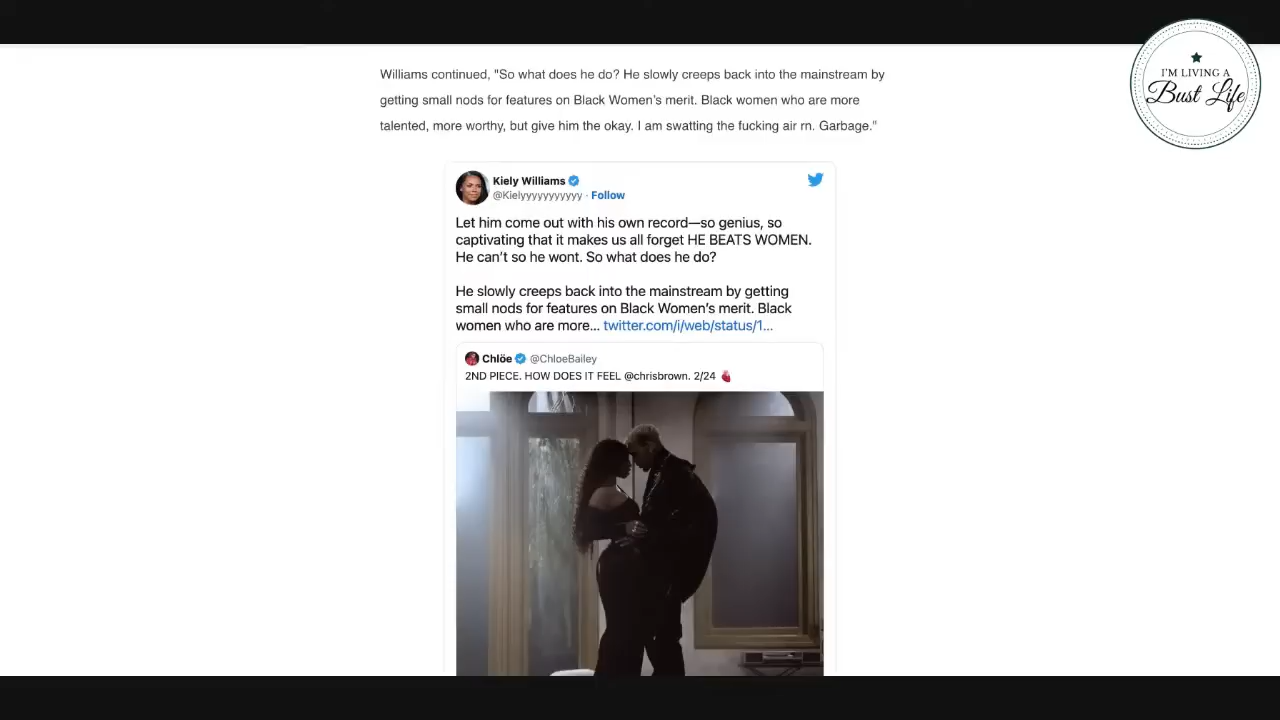 Williams continued, "So what does he do? He slowly creeps back into the mainstream by
getting small nods for features on Black Women's merit. Black women who are more
talented, more worthy, but give him the okay. I am swatting the fucking air rn. Garbage."
I'M LIVING A
Bust Life
Kiely Williams
@Kielyyyyyyyyyyy · Follow
Let him come out with his own record—so genius, so
captivating that it makes us all forget HE BEATS WOMEN.
He can't so he wont. So what does he do?
He slowly creeps back into the mainstream by getting
small nods for features on Black Women's merit. Black
women who are more... twitter.com/i/web/status/1...
Chlöe @ChloeBailey
2ND PIECE. HOW DOES IT FEEL @chrisbrown. 2/24 🫀